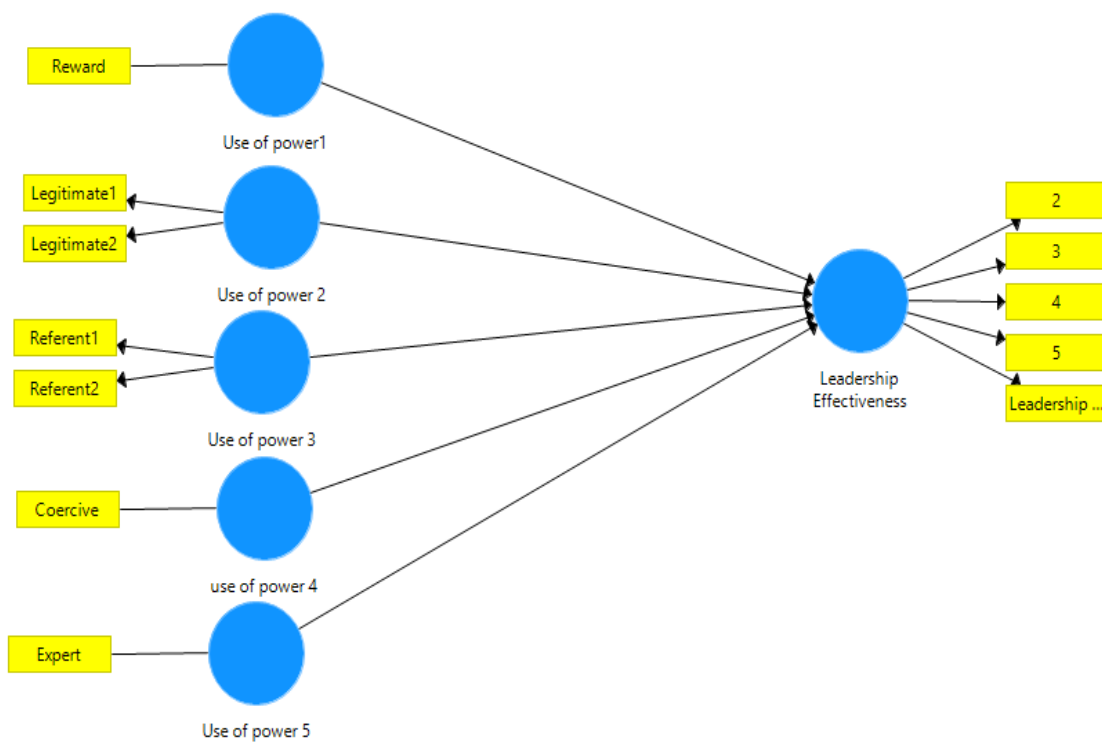 Reward
Use of power1
Legitimate1
Legitimate2
Use of power 2
Referent1
Referent2
Use of power 3
Coercive
use of power 4
Expert
Use of power 5
Leadership
Effectiveness
2
3
4
5
Leadership ...